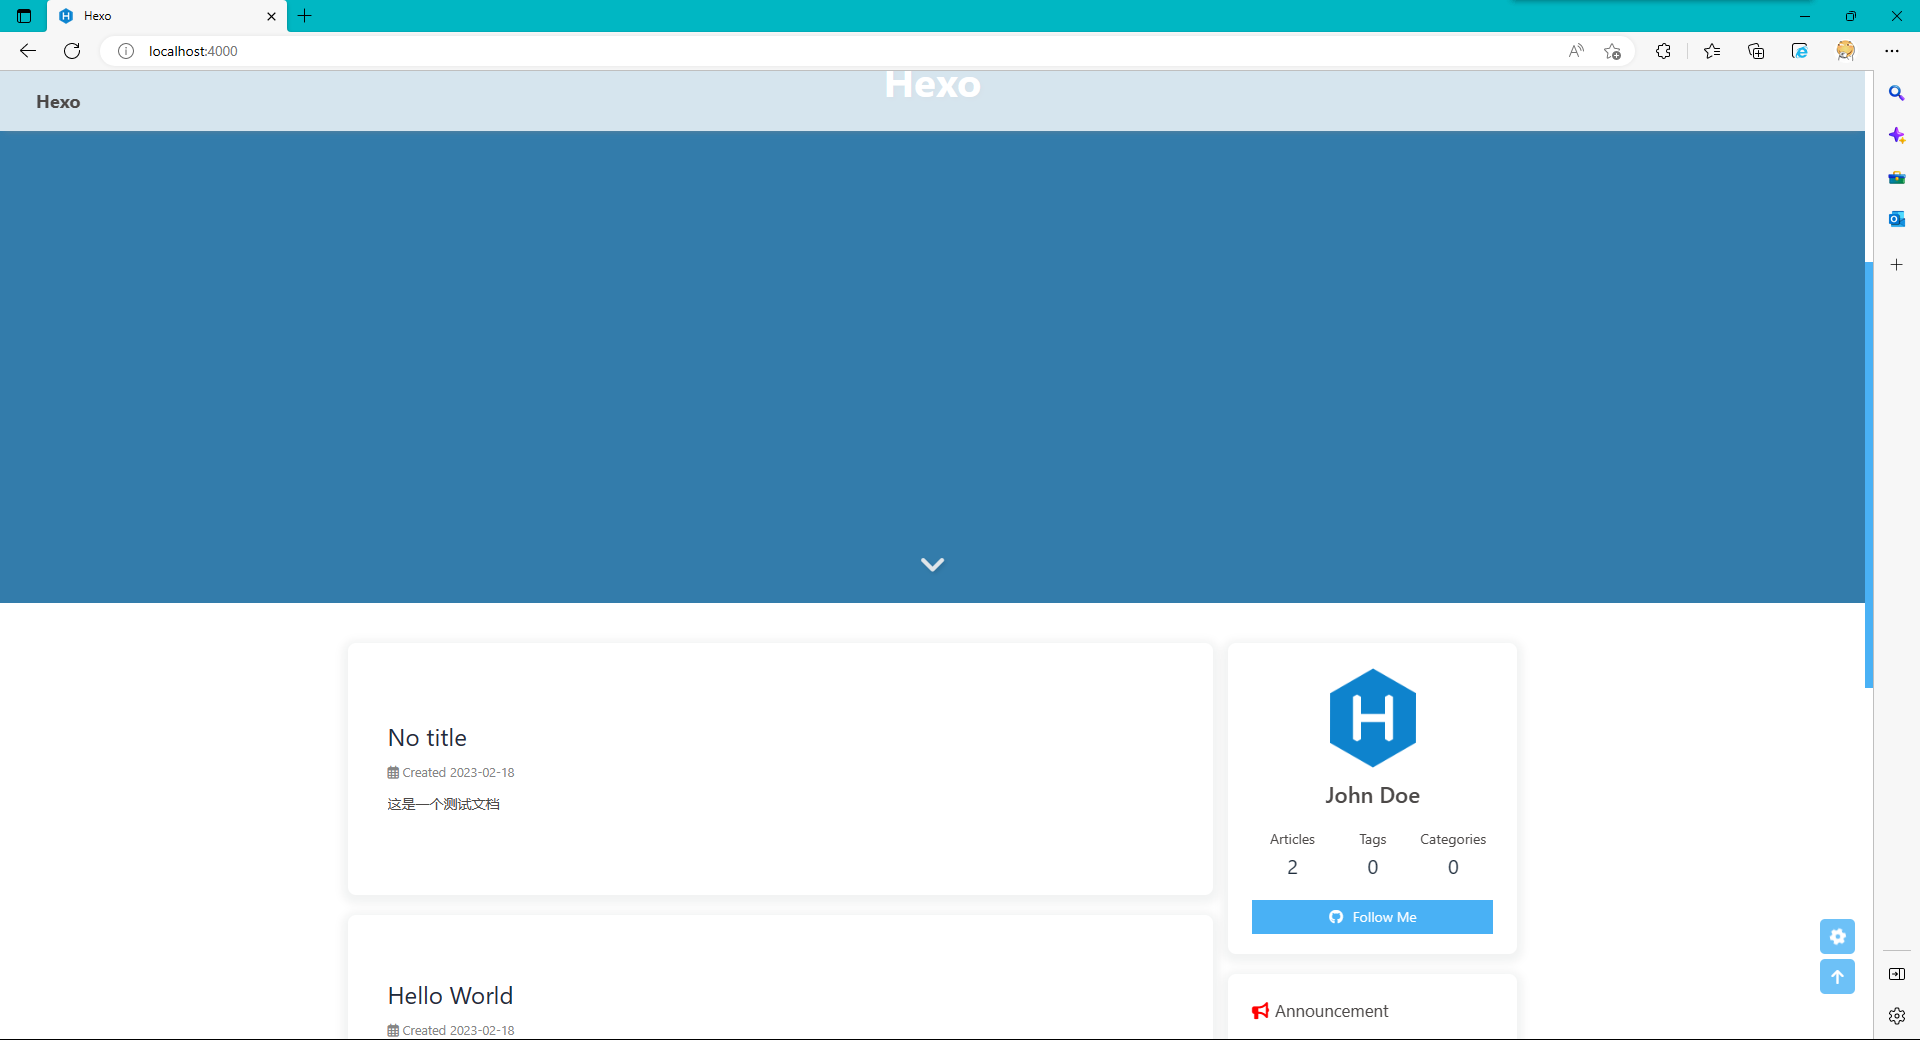 Hexo
localhost:4000
Hexo
Hexo
No title
Created 2023-02-18
这是一个测试文档
Hello World
Created 2023-02-18
John Doe
Articles Tags Categories
2 0 0
Follow Me
Announcement